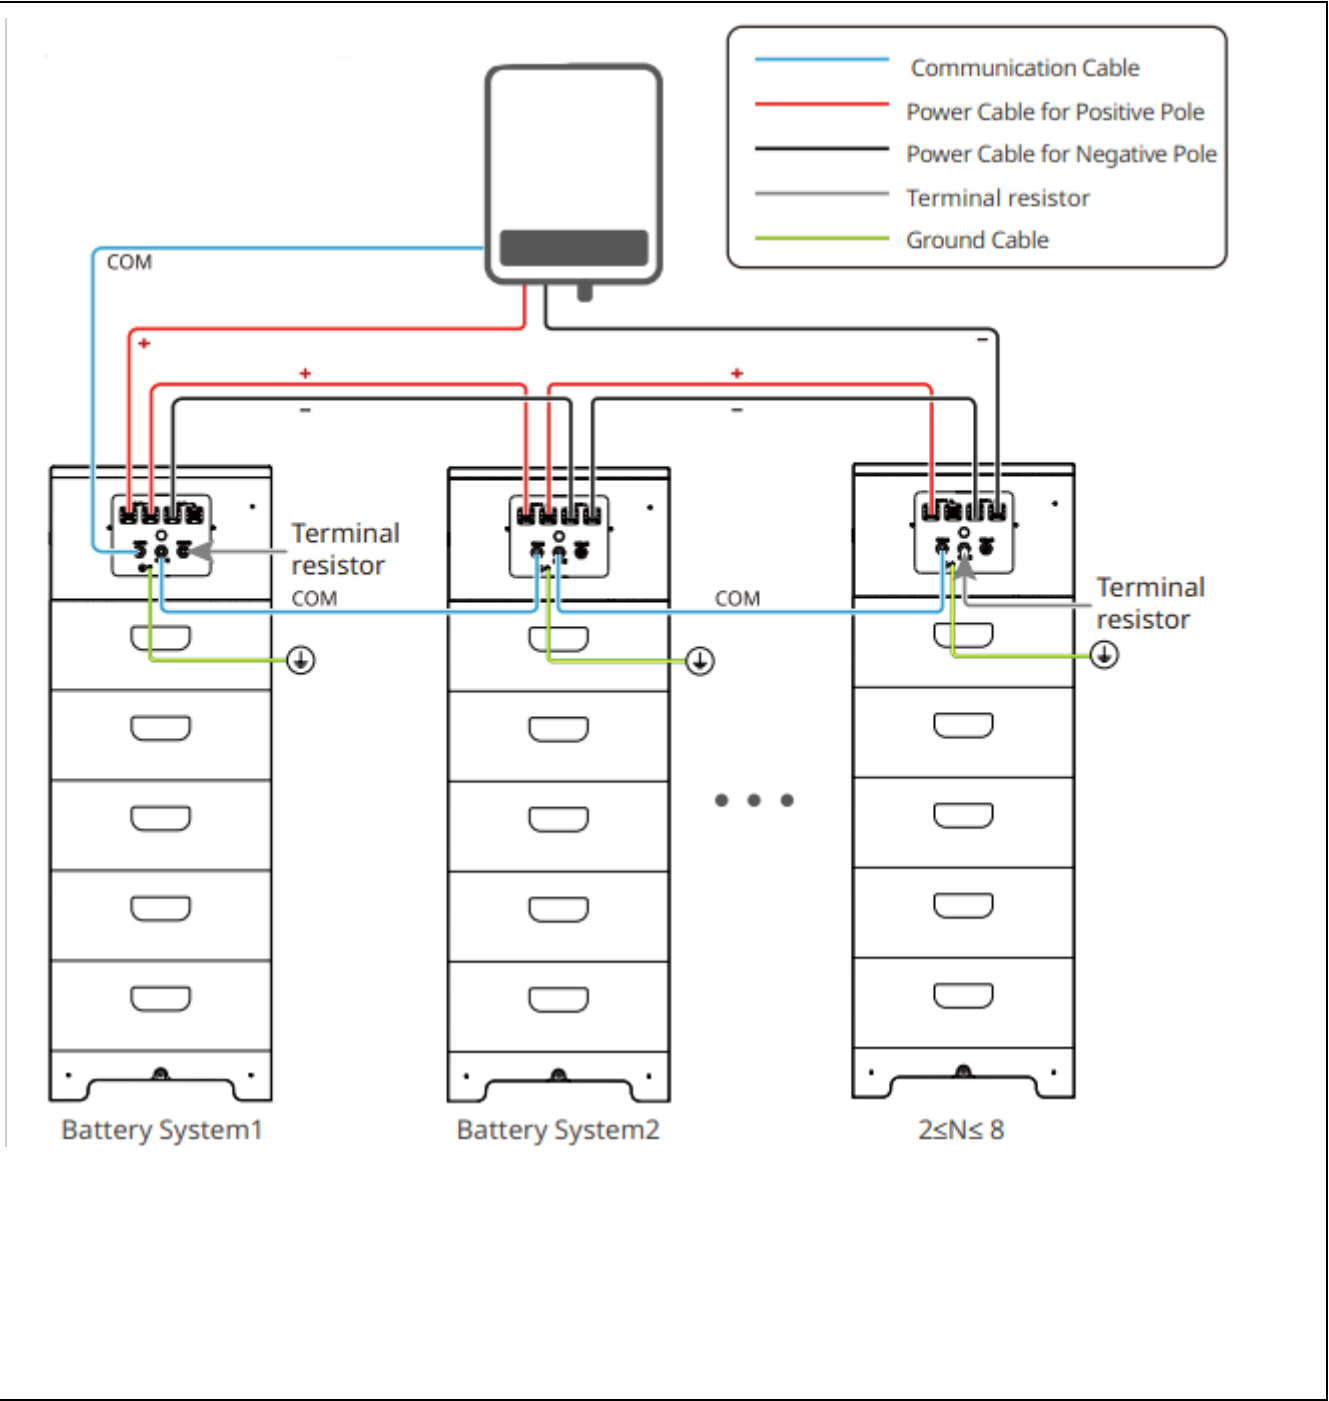 Communication Cable
Power Cable for Positive Pole
Power Cable for Negative Pole
Terminal resistor
Ground Cable
COM
+
−
+
−
+
−
Terminal
resistor
COM
COM
Terminal
resistor
Battery System1
Battery System2
2≤N≤ 8